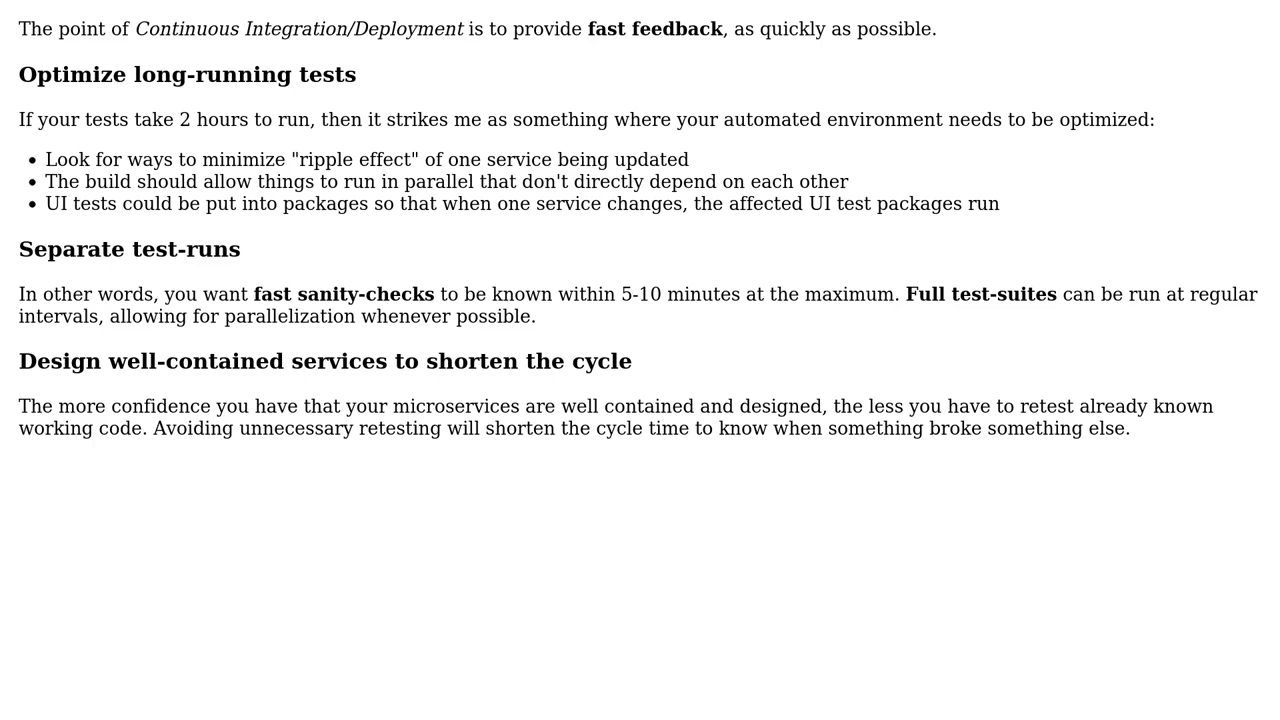 The point of Continuous Integration/Deployment is to provide fast feedback, as quickly as possible.
Optimize long-running tests
If your tests take 2 hours to run, then it strikes me as something where your automated environment needs to be optimized:
• Look for ways to minimize "ripple effect" of one service being updated
• The build should allow things to run in parallel that don't directly depend on each other
• UI tests could be put into packages so that when one service changes, the affected UI test packages run
Separate test-runs
In other words, you want fast sanity-checks to be known within 5-10 minutes at the maximum. Full test-suites can be run at regular
intervals, allowing for parallelization whenever possible.
Design well-contained services to shorten the cycle
The more confidence you have that your microservices are well contained and designed, the less you have to retest already known
working code. Avoiding unnecessary retesting will shorten the cycle time to know when something broke something else.